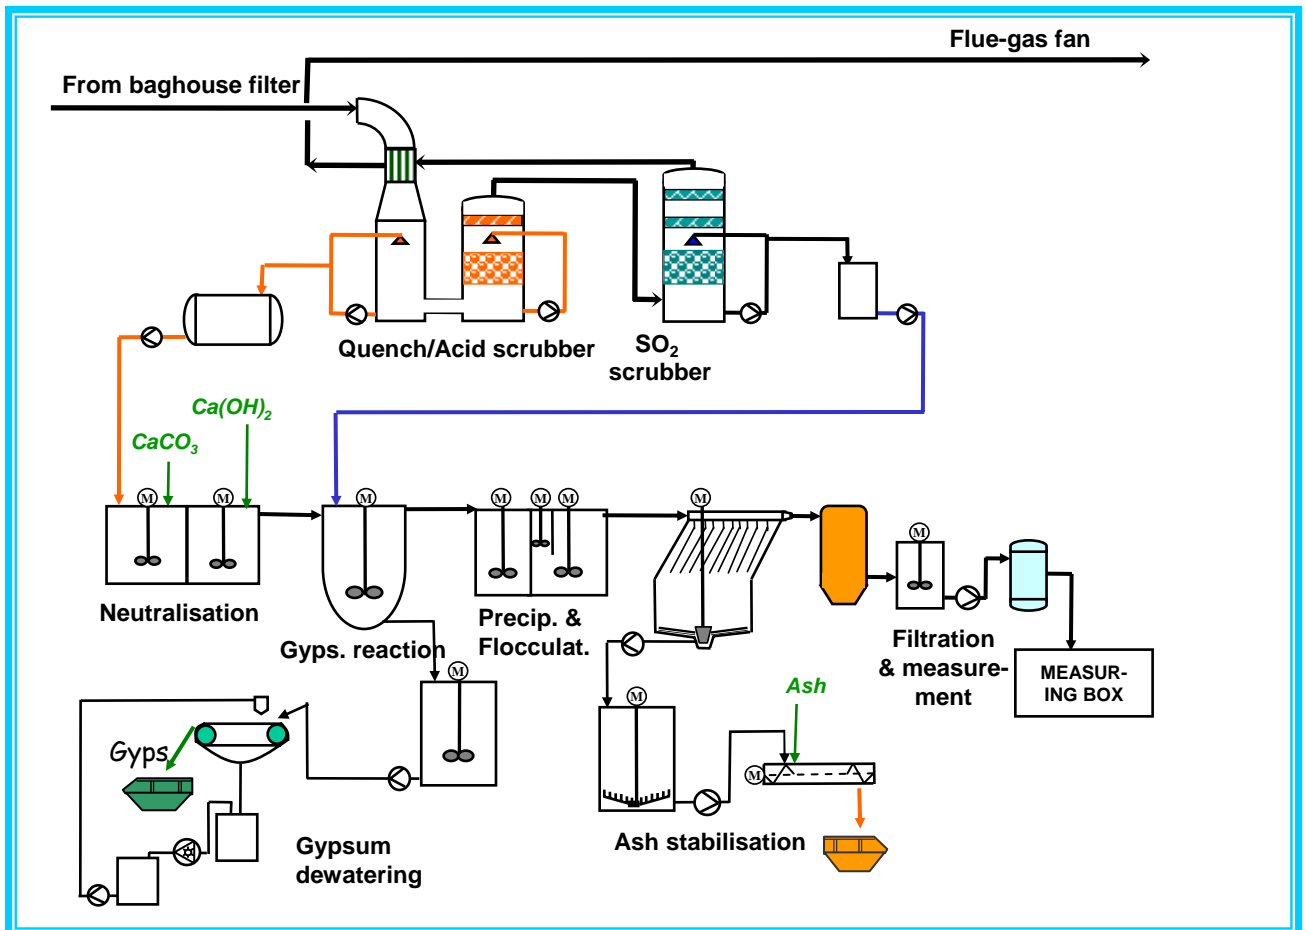 Flue-gas fan
From baghouse filter
Quench/Acid scrubber
SO₂
scrubber
Ca(OH)₂
CaCO₃
M
M
M
M
M
M
M
M
Neutralisation
Gyps. reaction
Precip. &
Flocculat.
Filtration
& measure-
ment
MEASUR-
ING BOX
M
M
Ash
M
Gyps
Gypsum
dewatering
Ash stabilisation